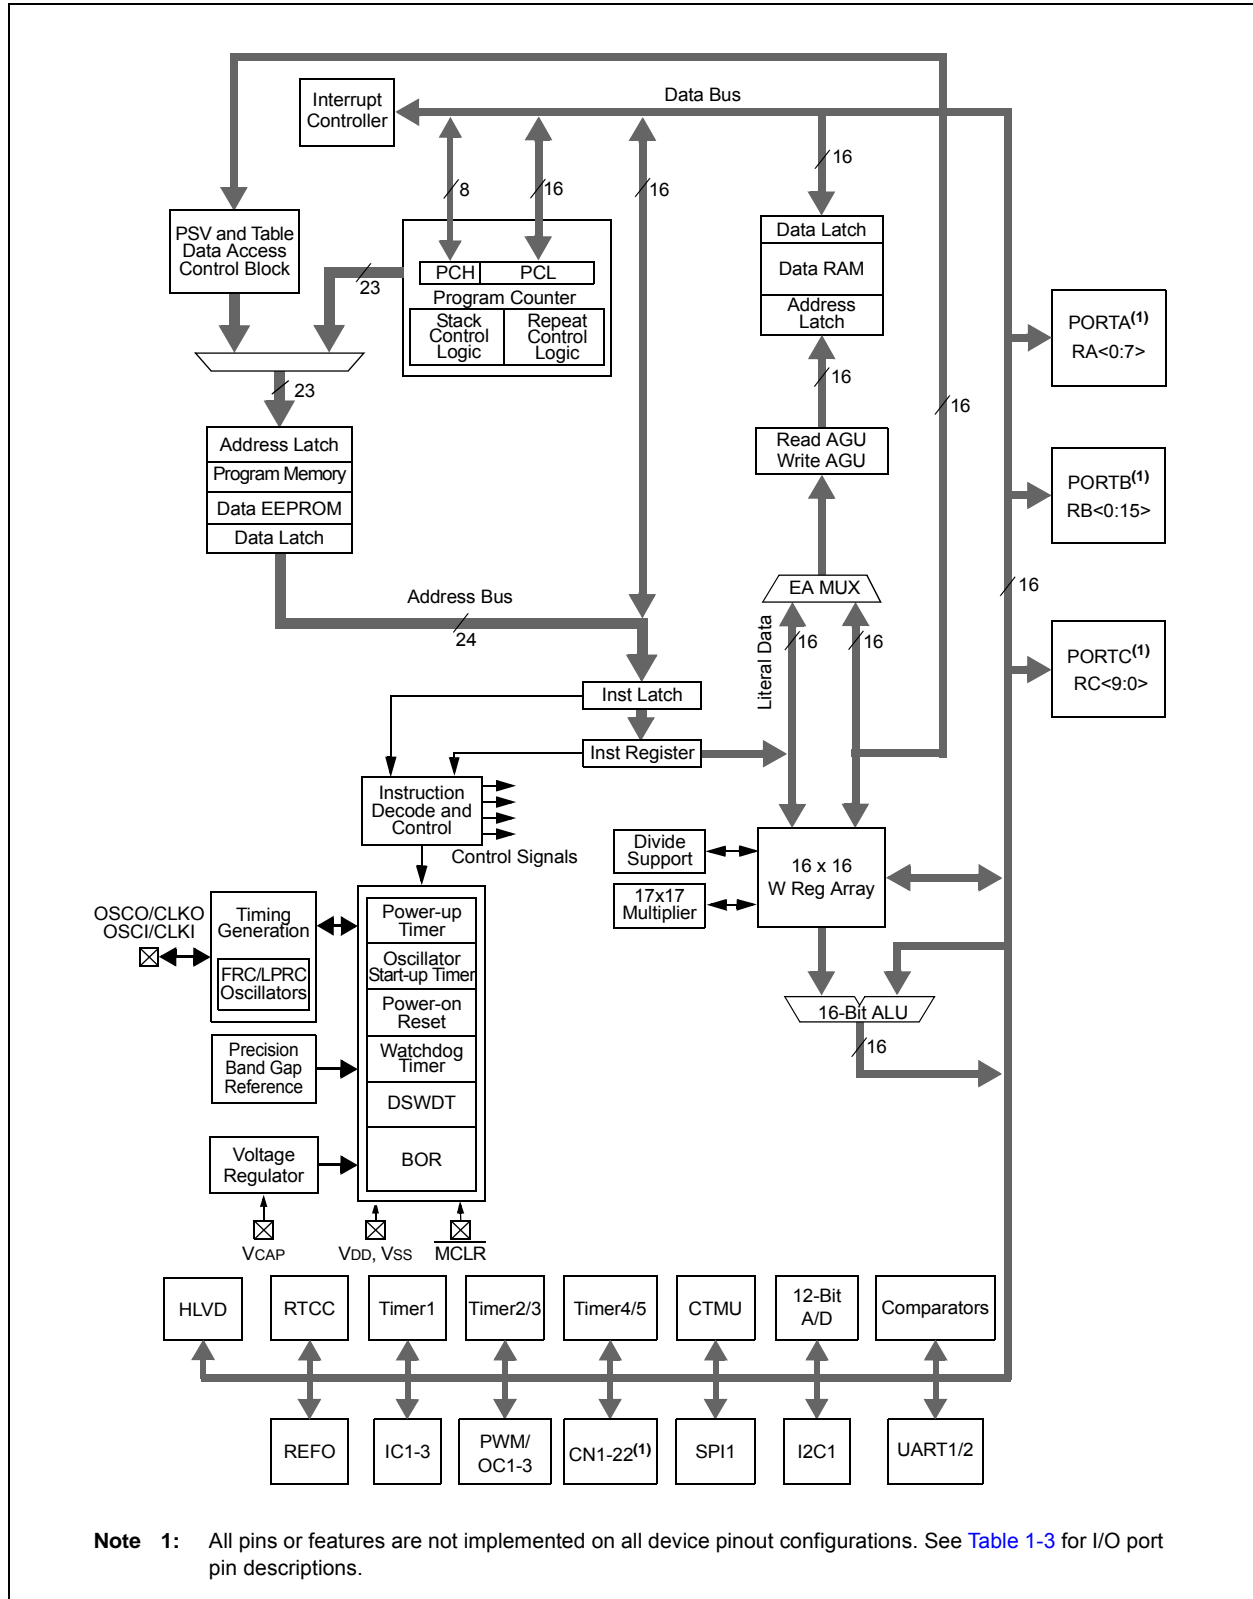 Data Bus
Interrupt
Controller
16
8
16
16
PSV and Table
Data Access
Control Block
23
PCH
PCL
Program Counter
Stack
Control
Logic
Repeat
Control
Logic
Data Latch
Data RAM
Address
Latch
PORTA(1)
RA<0:7>
23
16
16
Address Latch
Program Memory
Data EEPROM
Data Latch
Read AGU
Write AGU
PORTB(1)
RB<0:15>
EA MUX
16
Address Bus
24
Literal Data
16
16
PORTC(1)
RC<9:0>
Inst Latch
Inst Register
Instruction
Decode and
Control
Control Signals
Divide
Support
17x17
Multiplier
16 x 16
W Reg Array
OSCO/CLKO
OSCI/CLKI
Timing
Generation
FRC/LPRC
Oscillators
Power-up
Timer
Oscillator
Start-up Timer
Power-on
Reset
Watchdog
Timer
DSWDT
BOR
16-Bit ALU
16
Precision
Band Gap
Reference
Voltage
Regulator
VCAP
VDD, VSS
MCLR
HLVD
RTCC
Timer1
Timer2/3
Timer4/5
CTMU
12-Bit
A/D
Comparators
REFO
IC1-3
PWM/
OC1-3
CN1-22(1)
SPI1
I2C1
UART1/2
Note 1: All pins or features are not implemented on all device pinout configurations. See Table 1-3 for I/O port
pin descriptions.